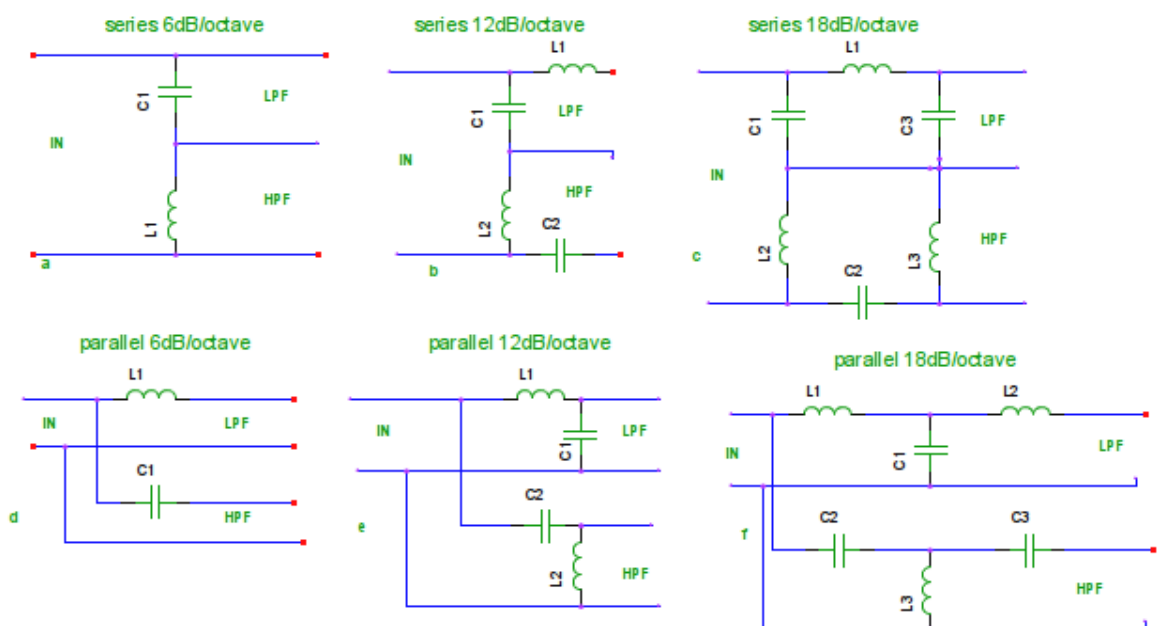 series 6dB/octave
C1
LPF
IN
HPF
L1
a
series 12dB/octave
L1
C1
LPF
IN
HPF
L2
C2
b
series 18dB/octave
L1
C1
C3
LPF
IN
HPF
L2
L3
C2
c
parallel 6dB/octave
L1
IN
LPF
C1
HPF
d
parallel 12dB/octave
L1
IN
LPF
C1
C2
e
L2
HPF
parallel 18dB/octave
L1
L2
IN
LPF
C1
C2
C3
f
HPF
L3